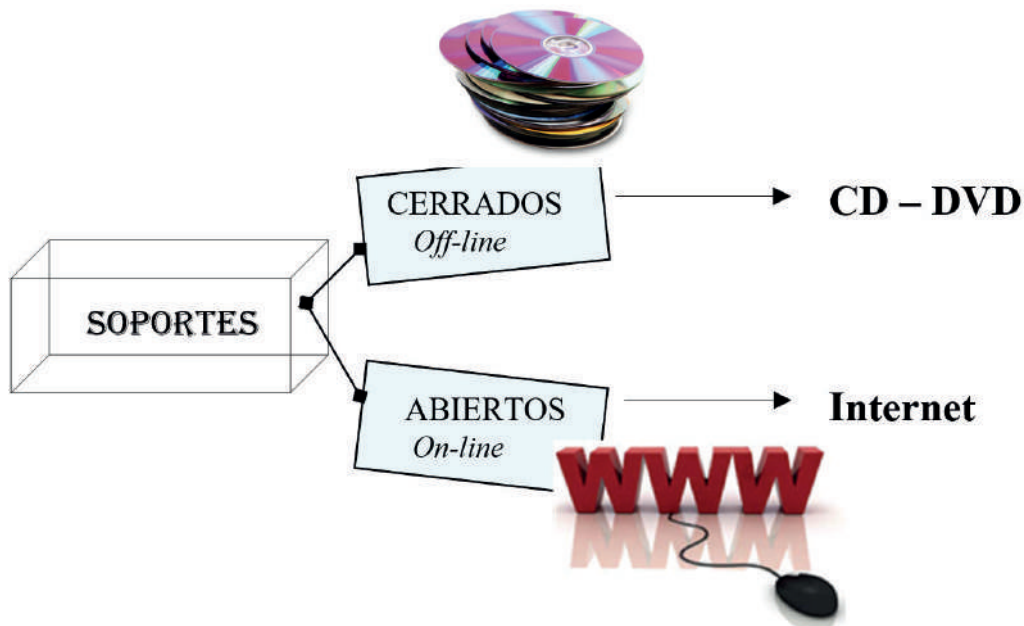 CERRADOS
Off-line
CD – DVD
SOPORTES
ABIERTOS
On-line
Internet
WWW